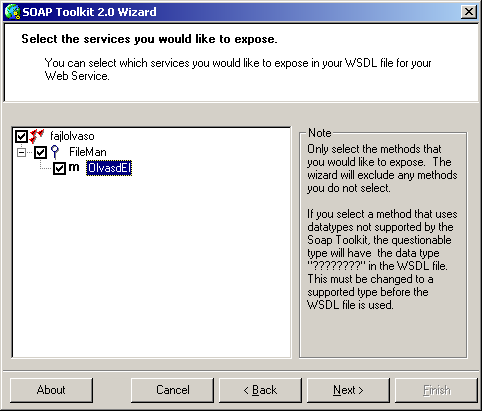 SOAP Toolkit 2.0 Wizard
Select the services you would like to expose.
You can select which services you would like to expose in your WSDL file for your
Web Service.
fajlolvaso
FileMan
m OlvasdEl
Note
Only select the methods that
you would like to expose. The
wizard will exclude any methods
you do not select.
If you select a method that uses
datatypes not supported by the
Soap Toolkit, the questionable
type will have the data type
"????????" in the WSDL file.
This must be changed to a
supported type before the
WSDL file is used.
About
Cancel
< Back
Next >
Finish